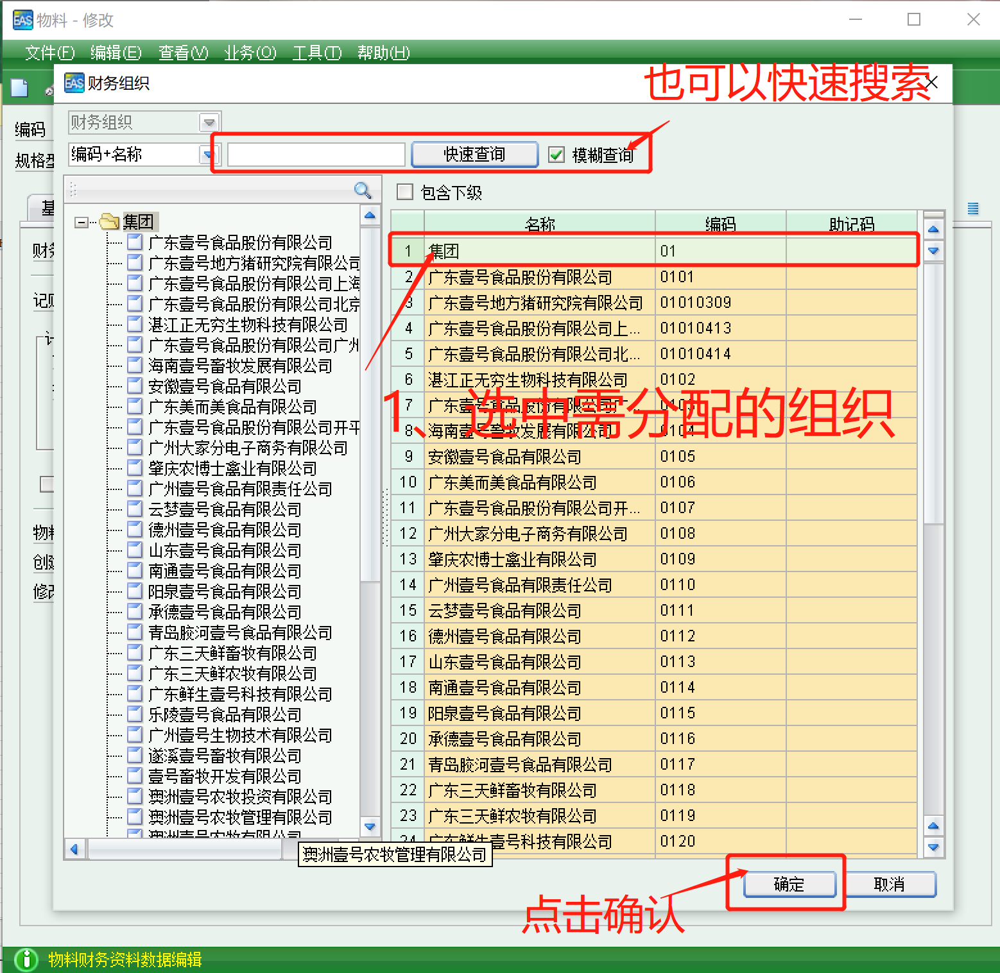 EAS 物料 - 修改
文件(F) 编辑(E) 查看(V) 业务(O) 工具(T) 帮助(H)
EAS 财务组织
也可以快速搜索
财务组织
编码
编码+名称
快速查询
模糊查询
规格型
包含下级
基
财务
记账
计
物料
创建
修改
集团
广东壹号食品股份有限公司
广东壹号地方猪研究院有限公司
广东壹号食品股份有限公司上海
广东壹号食品股份有限公司北京
湛江正无穷生物科技有限公司
广东壹号食品股份有限公司广州
海南壹号畜牧发展有限公司
安徽壹号食品有限公司
广东美而美食品有限公司
广东壹号食品股份有限公司开平
广州大家分电子商务有限公司
肇庆农博士禽业有限公司
广州壹号食品有限责任公司
云梦壹号食品有限公司
德州壹号食品有限公司
山东壹号食品有限公司
南通壹号食品有限公司
阳泉壹号食品有限公司
承德壹号食品有限公司
青岛胶河壹号食品有限公司
广东三天鲜畜牧有限公司
广东三天鲜农牧有限公司
广东鲜生壹号科技有限公司
乐陵壹号食品有限公司
广州壹号生物技术有限公司
遂溪壹号畜牧有限公司
壹号畜牧开发有限公司
澳洲壹号农牧投资有限公司
澳洲壹号农牧管理有限公司
澳洲壹号农牧有限公司
澳洲壹号农牧管理有限公司
名称 编码 助记码
1 集团 01
2 广东壹号食品股份有限公司 0101
3 广东壹号地方猪研究院有限公司 01010309
4 广东壹号食品股份有限公司上... 01010413
5 广东壹号食品股份有限公司北... 01010414
6 湛江正无穷生物科技有限公司 0102
7 广东壹号食品股份有限公司广... 0103
8 海南壹号畜牧发展有限公司 0104
1、选中需分配的组织
9 安徽壹号食品有限公司 0105
10 广东美而美食品有限公司 0106
11 广东壹号食品股份有限公司开... 0107
12 广州大家分电子商务有限公司 0108
13 肇庆农博士禽业有限公司 0109
14 广州壹号食品有限责任公司 0110
15 云梦壹号食品有限公司 0111
16 德州壹号食品有限公司 0112
17 山东壹号食品有限公司 0113
18 南通壹号食品有限公司 0114
19 阳泉壹号食品有限公司 0115
20 承德壹号食品有限公司 0116
21 青岛胶河壹号食品有限公司 0117
22 广东三天鲜畜牧有限公司 0118
23 广东三天鲜农牧有限公司 0119
24 广东鲜生壹号科技有限公司 0120
确定
取消
点击确认
物料财务资料数据编辑